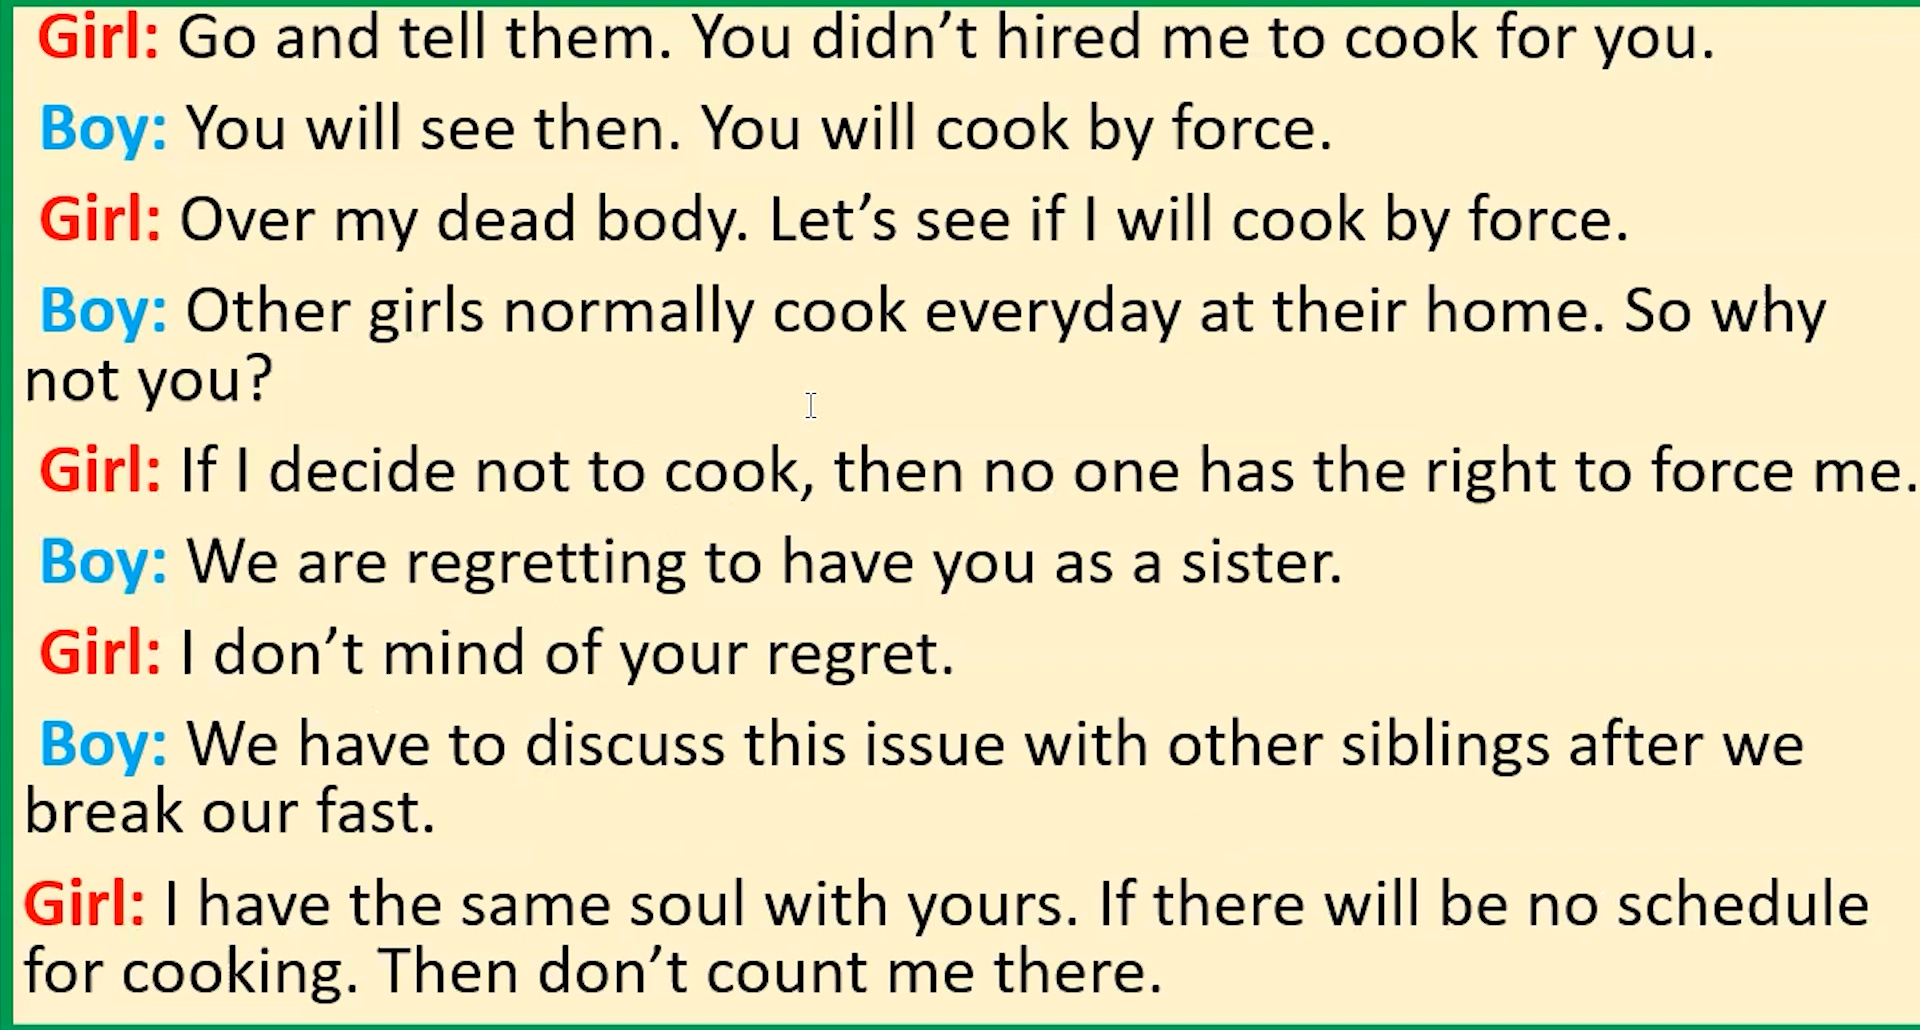 Girl: Go and tell them. You didn’t hired me to cook for you.
Boy: You will see then. You will cook by force.
Girl: Over my dead body. Let’s see if I will cook by force.
Boy: Other girls normally cook everyday at their home. So why
not you?
Girl: If I decide not to cook, then no one has the right to force me.
Boy: We are regretting to have you as a sister.
Girl: I don’t mind of your regret.
Boy: We have to discuss this issue with other siblings after we
break our fast.
Girl: I have the same soul with yours. If there will be no schedule
for cooking. Then don’t count me there.